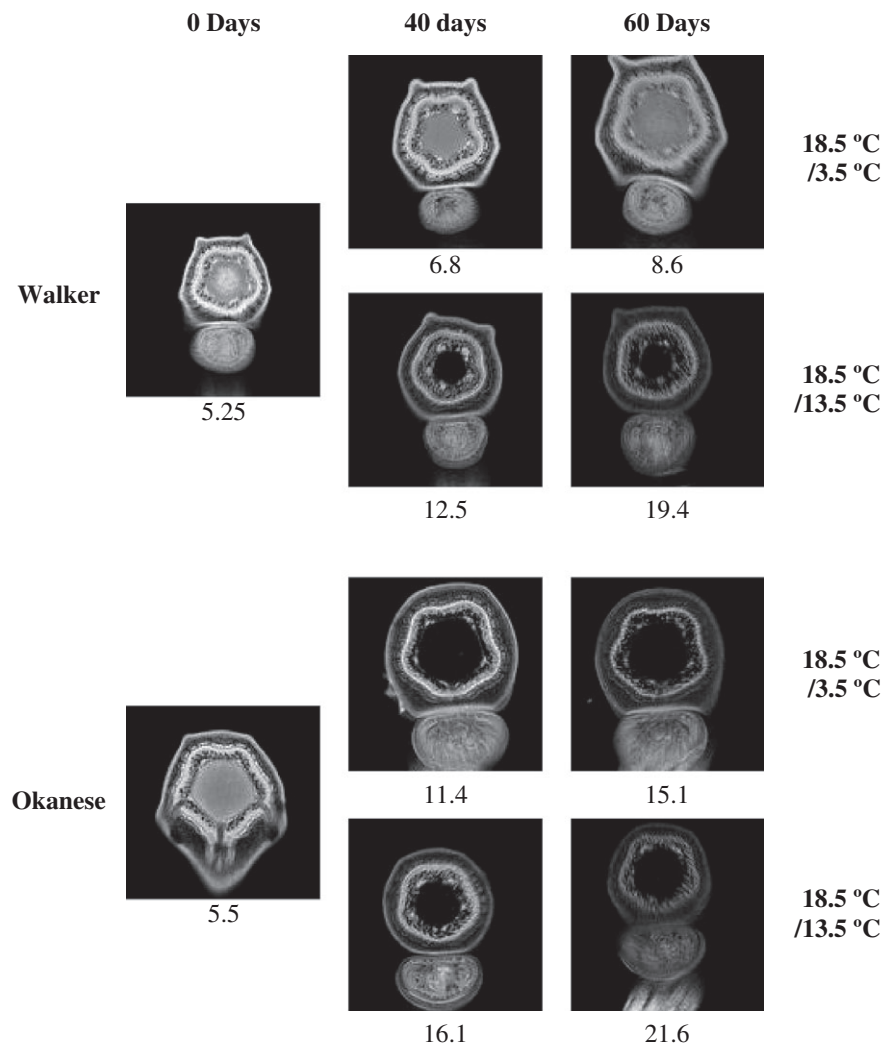 0 Days 40 days 60 Days
18.5 ºC
/3.5 ºC
6.8 8.6
Walker
5.25
18.5 ºC
/13.5 ºC
12.5 19.4
18.5 ºC
/3.5 ºC
11.4 15.1
Okanese
5.5
18.5 ºC
/13.5 ºC
16.1 21.6